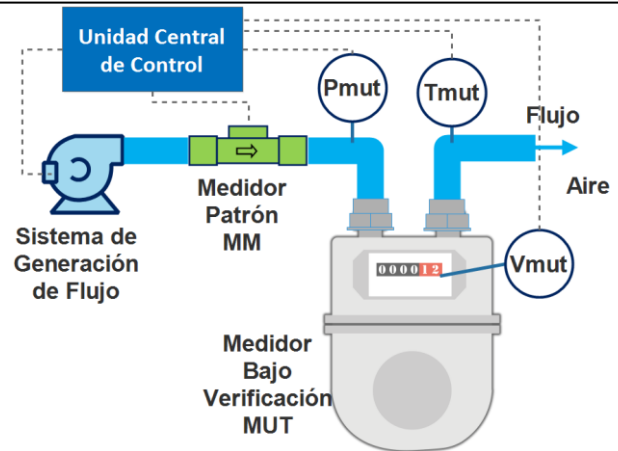 Unidad Central
de Control
Pmut
Tmut
Flujo
Aire
Medidor
Patrón
MM
Sistema de
Generación
de Flujo
000012
Vmut
Medidor
Bajo
Verificación
MUT